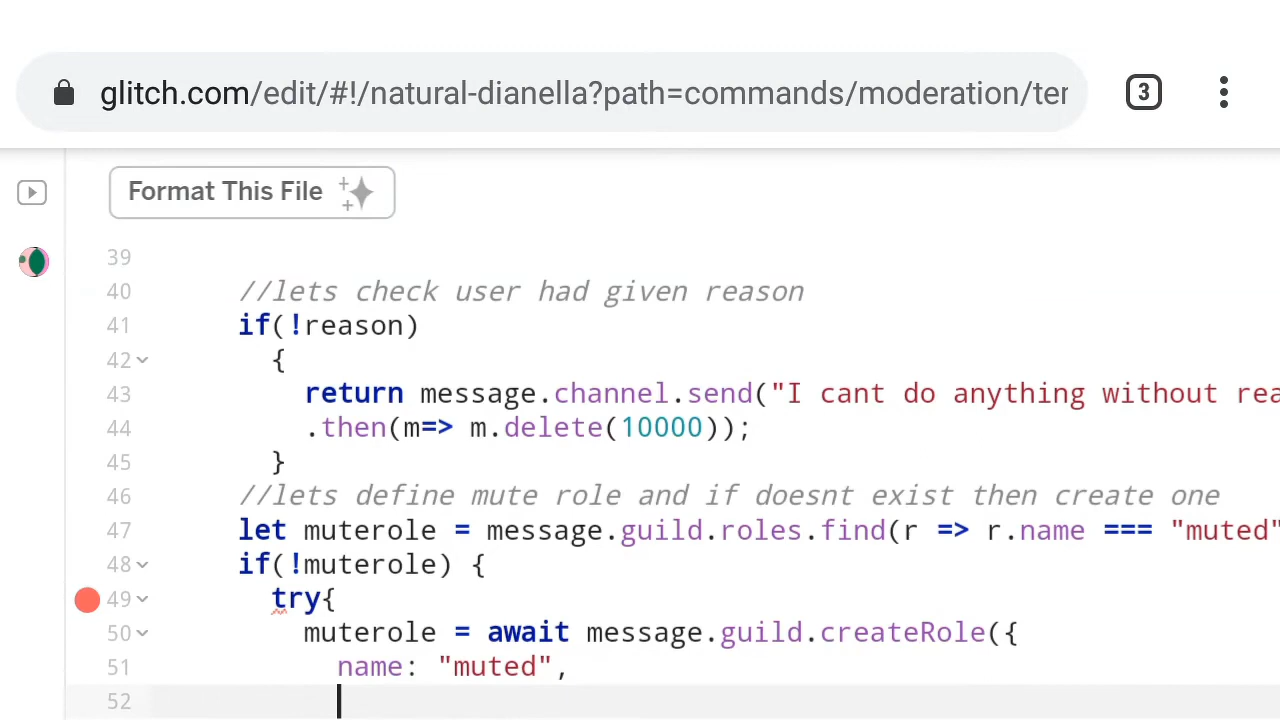 glitch.com/edit/#!/natural-dianella?path=commands/moderation/ter
3
Format This File
39
40 //lets check user had given reason
41 if(!reason)
42 {
43 return message.channel.send("I cant do anything without rea
44 .then(m=> m.delete(10000));
45 }
46 //lets define mute role and if doesnt exist then create one
47 let muterole = message.guild.roles.find(r => r.name === "muted"
48 if(!muterole) {
49 try{
50 muterole = await message.guild.createRole({
51 name: "muted",
52